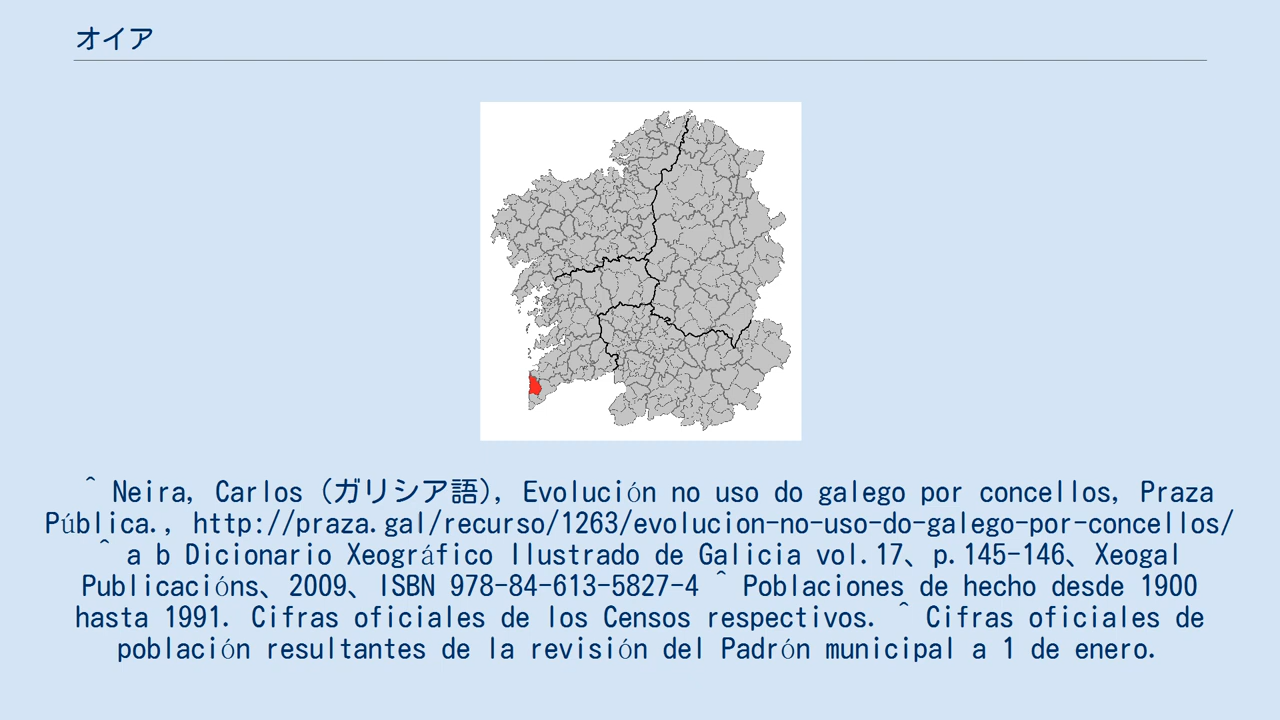 オイア
^ Neira, Carlos (ガリシア語), Evolución no uso do galego por concellos, Praza
Pública., http://praza.gal/recurso/1263/evolucion-no-uso-do-galego-por-concellos/
^ a b Dicionario Xeográfico Ilustrado de Galicia vol.17、p.145-146、Xeogal
Publicacións、2009、ISBN 978-84-613-5827-4 ^ Poblaciones de hecho desde 1900
hasta 1991. Cifras oficiales de los Censos respectivos. ^ Cifras oficiales de
población resultantes de la revisión del Padrón municipal a 1 de enero.